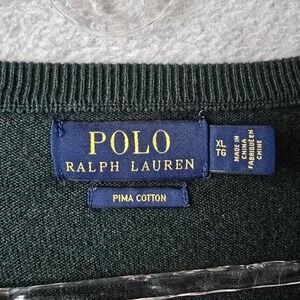 POLO
RALPH LAUREN
PIMA COTTON
XL
TG
MADE IN
CHINA
FABRIQUÉ EN
CHINE